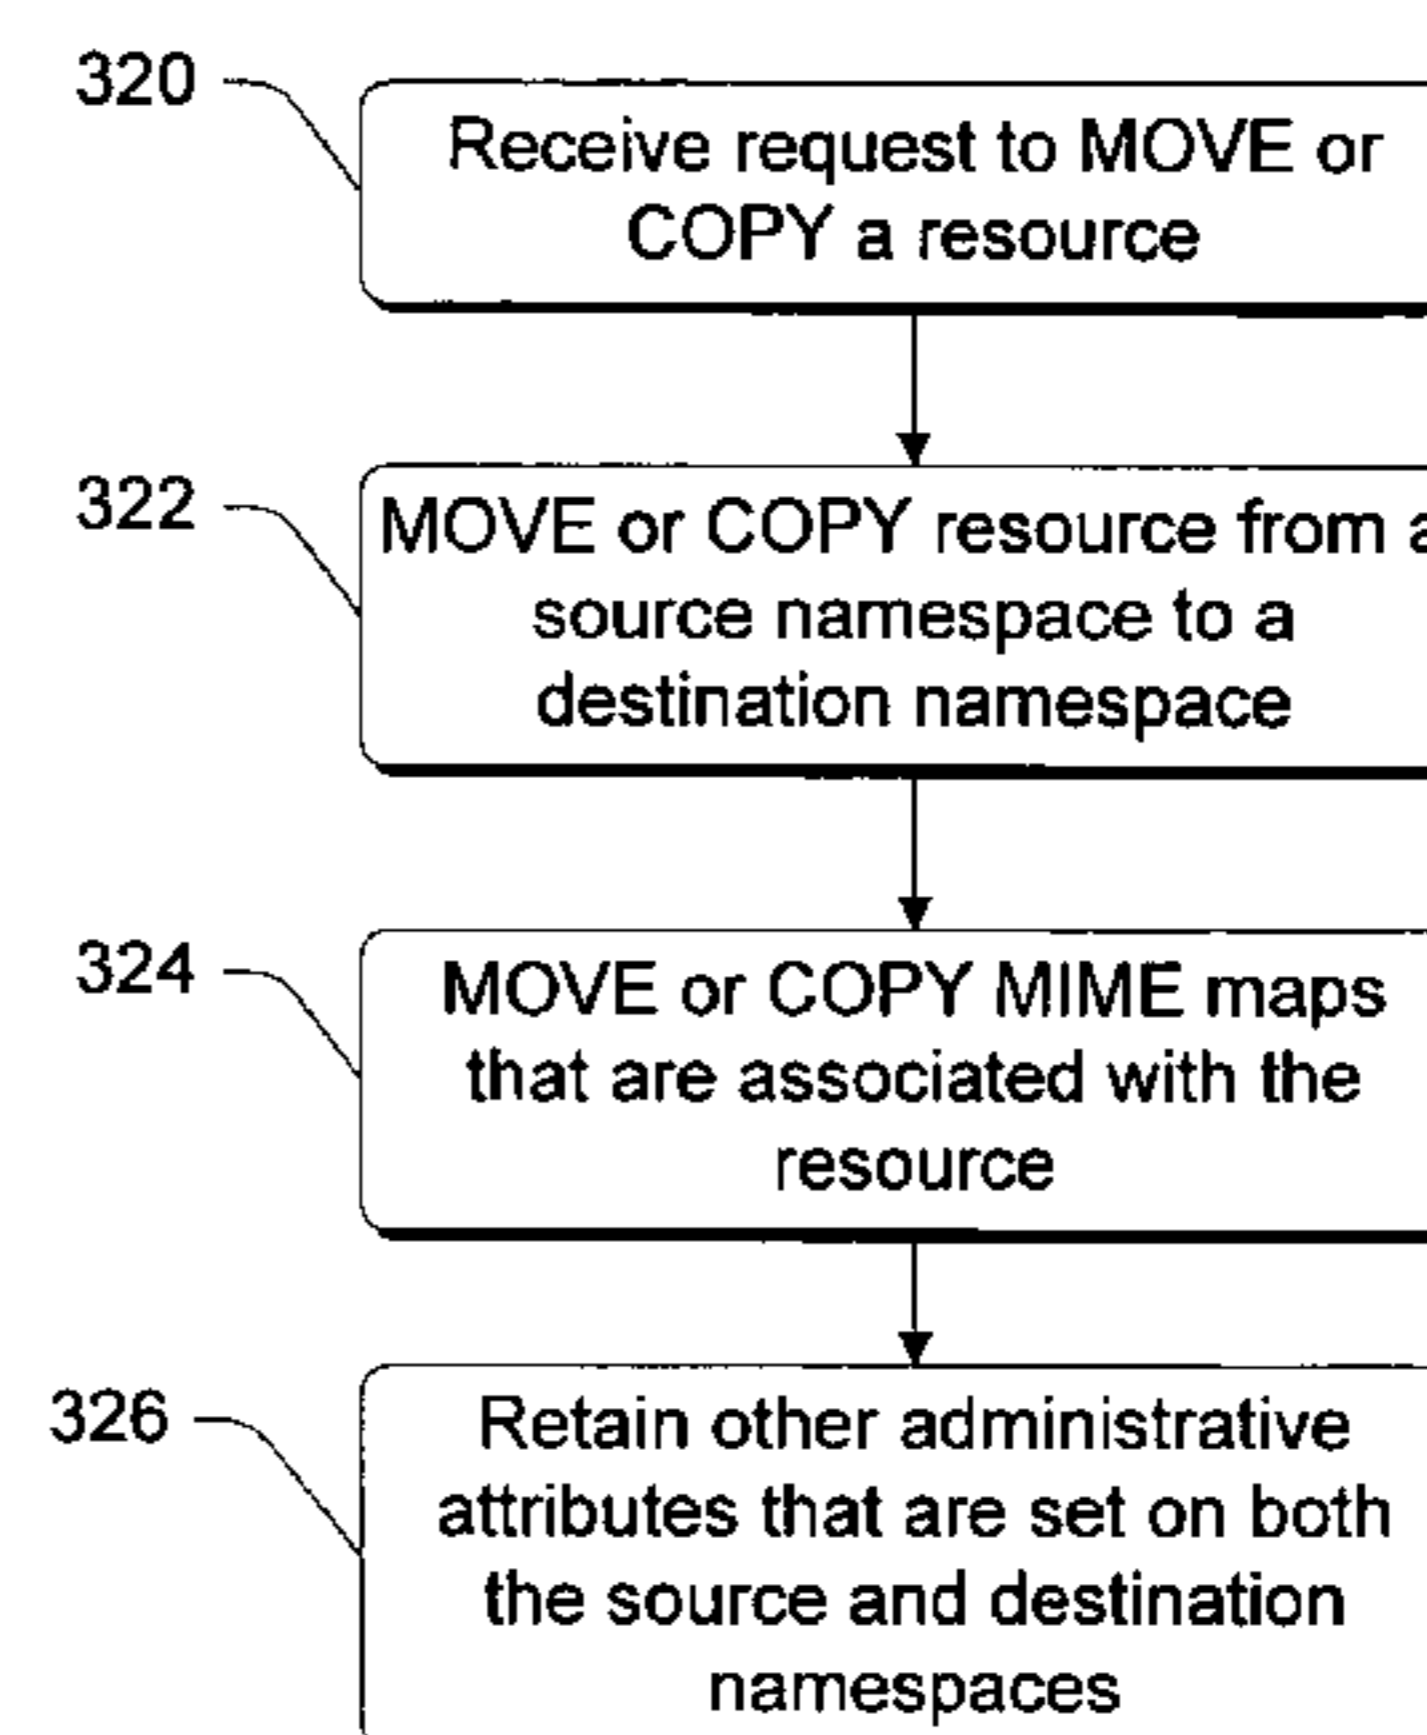 320
Receive request to MOVE or
COPY a resource
322
MOVE or COPY resource from a
source namespace to a
destination namespace
324
MOVE or COPY MIME maps
that are associated with the
resource
326
Retain other administrative
attributes that are set on both
the source and destination
namespaces